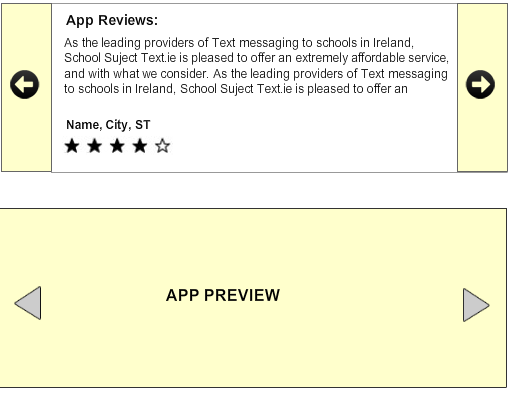 App Reviews:
As the leading providers of Text messaging to schools in Ireland,
School Suject Text.ie is pleased to offer an extremely affordable service,
and with what we consider. As the leading providers of Text messaging
to schools in Ireland, School Suject Text.ie is pleased to offer an
Name, City, ST
APP PREVIEW